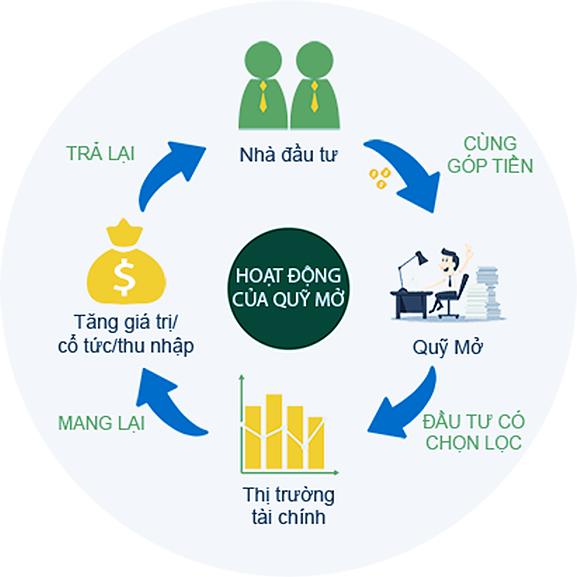 Nhà đầu tư
CÙNG
GÓP TIỀN
Quỹ Mở
ĐẦU TƯ CÓ
CHỌN LỌC
Thị trường
tài chính
MANG LẠI
$
Tăng giá trị/
cổ tức/thu nhập
TRẢ LẠI
HOẠT ĐỘNG
CỦA QUỸ MỞ